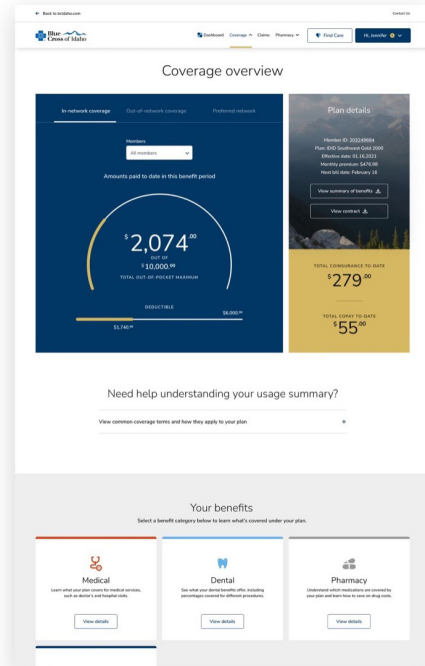 ← Back to bcidaho.com
Contact Us
Blue
Cross of Idaho
Dashboard
Coverage
Claims
Pharmacy
Find Care
Hi, Jennifer
Coverage overview
In-network coverage
Out-of-network coverage
Preferred network
Members
All members
Amounts paid to date in this benefit period
$2,074.00
OUT OF
$10,000.00
TOTAL OUT-OF-POCKET MAXIMUM
DEDUCTIBLE
$6,000.00
$1,740.00
Plan details
Member ID: 202249684
Plan: IDID Southwest Gold 2000
Effective date: 01.16.2021
Monthly premium: $476.98
Next bill date: February 16
View summary of benefits
View contract
TOTAL COINSURANCE TO-DATE
$279.00
TOTAL COPAY TO-DATE
$55.00
Need help understanding your usage summary?
View common coverage terms and how they apply to your plan +
Your benefits
Select a benefit category below to learn what's covered under your plan.
Medical
Learn what your plan covers for medical services,
such as doctor's and hospital visits.
View details
Dental
See what your dental benefits offer, including
percentages covered for different procedures.
View details
Pharmacy
Understand which medications are covered by
your plan and learn how to save on drug costs.
View details